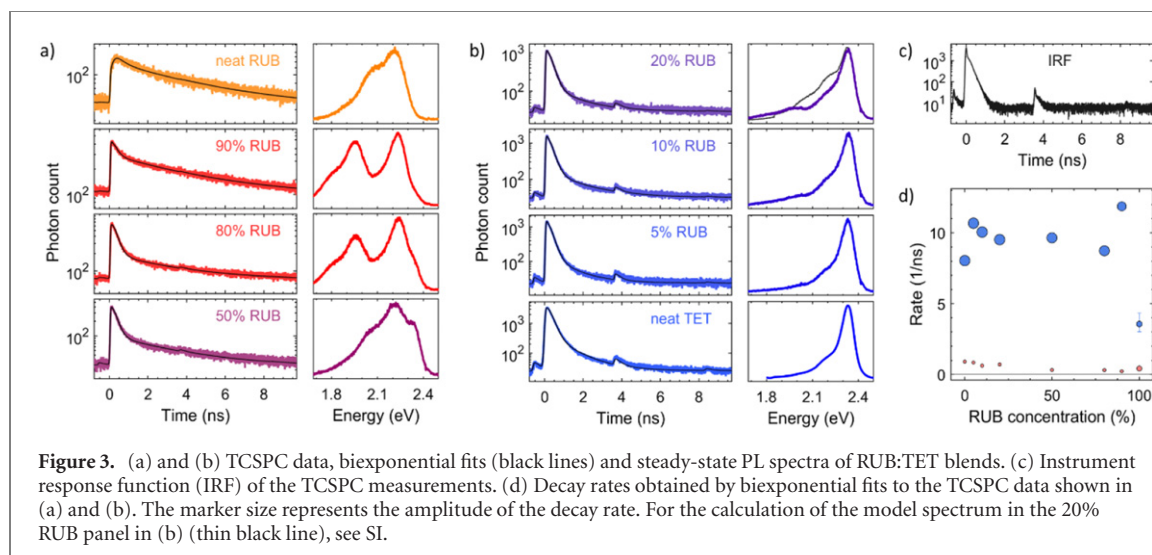 a)
neat RUB
10²
90% RUB
10²
80% RUB
10²
50% RUB
10²
Photon count
0 2 4 6 8
Time (ns)
1.8 2.1 2.4
Energy (eV)
b)
10³
20% RUB
10²
10³
10% RUB
10²
10³
5% RUB
10²
10³
neat TET
10²
Photon count
0 2 4 6 8
Time (ns)
1.8 2.1 2.4
Energy (eV)
c)
IRF
10³
10²
10¹
0 2 4 6 8
Time (ns)
d)
10
5
0
Rate (1/ns)
0 50 100
RUB concentration (%)
Figure 3. (a) and (b) TCSPC data, biexponential fits (black lines) and steady-state PL spectra of RUB:TET blends. (c) Instrument
response function (IRF) of the TCSPC measurements. (d) Decay rates obtained by biexponential fits to the TCSPC data shown in
(a) and (b). The marker size represents the amplitude of the decay rate. For the calculation of the model spectrum in the 20%
RUB panel in (b) (thin black line), see SI.